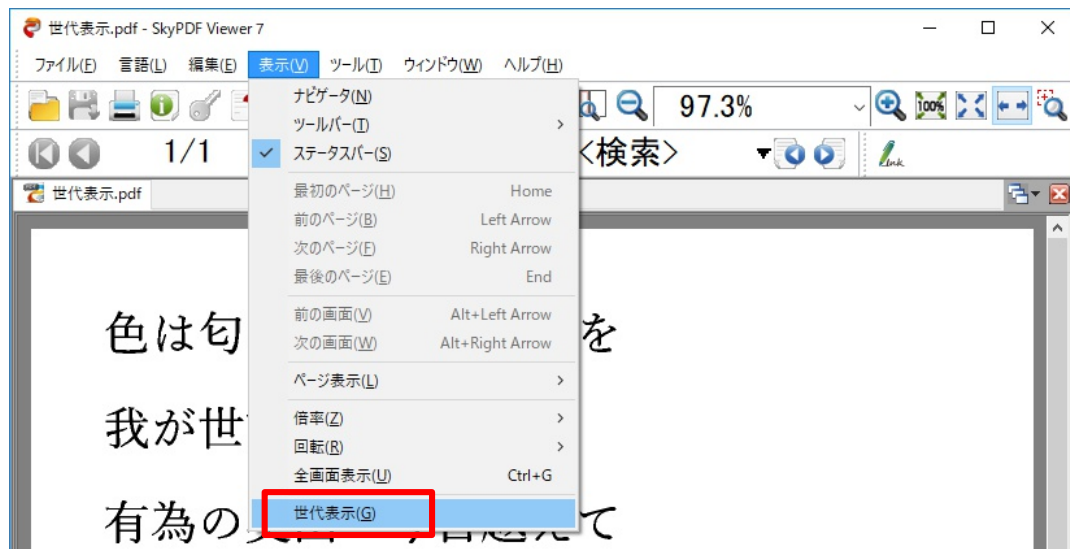 世代表示.pdf - SkyPDF Viewer 7
ファイル(F) 言語(L) 編集(E) 表示(V) ツール(T) ウィンドウ(W) ヘルプ(H)
97.3%
100%
1/1
<検索>
Link
世代表示.pdf
ナビゲータ(N)
ツールバー(T)
ステータスバー(S)
最初のページ(H) Home
前のページ(B) Left Arrow
次のページ(F) Right Arrow
最後のページ(E) End
前の画面(V) Alt+Left Arrow
次の画面(W) Alt+Right Arrow
ページ表示(L)
倍率(Z)
回転(R)
全画面表示(U) Ctrl+G
世代表示(G)
色は匂 を
我が世
有為の て